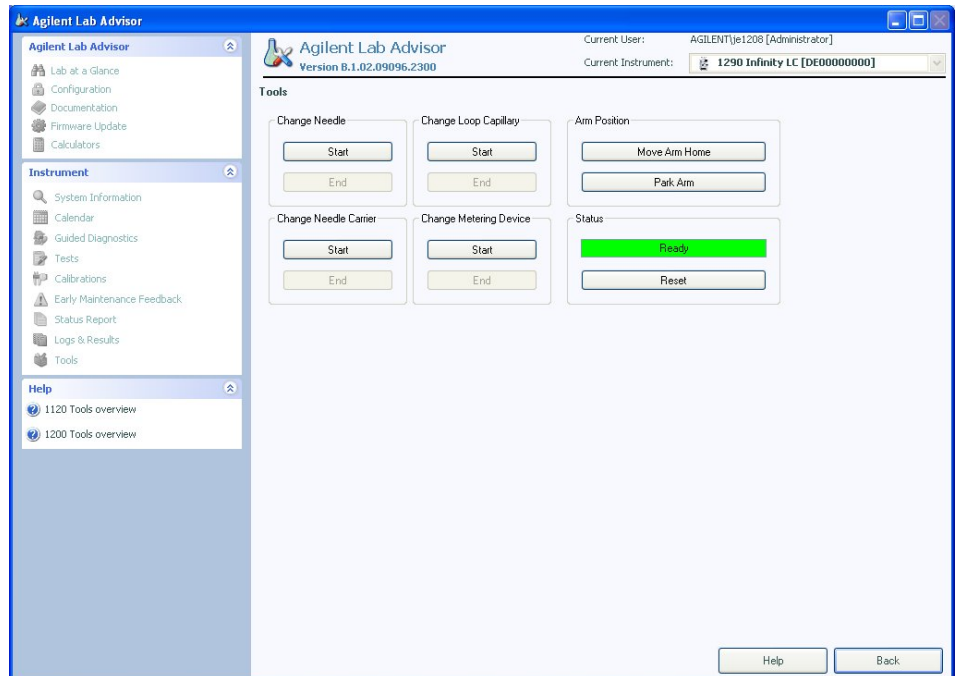 Agilent Lab Advisor
Agilent Lab Advisor
Lab at a Glance
Configuration
Documentation
Firmware Update
Calculators
Instrument
System Information
Calendar
Guided Diagnostics
Tests
Calibrations
Early Maintenance Feedback
Status Report
Logs & Results
Tools
Help
1120 Tools overview
1200 Tools overview
Agilent Lab Advisor
Version B.1.02.09096.2300
Current User: AGILENT\je1208 [Administrator]
Current Instrument: 1290 Infinity LC [DE00000000]
Tools
Change Needle
Start
End
Change Loop Capillary
Start
End
Arm Position
Move Arm Home
Park Arm
Change Needle Carrier
Start
End
Change Metering Device
Start
End
Status
Ready
Reset
Help
Back